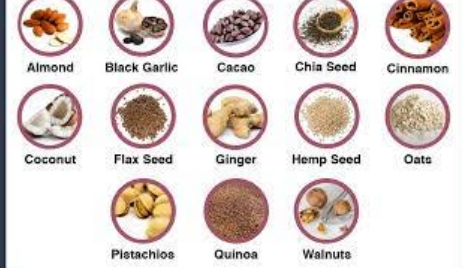 Almond Black Garlic Cacao Chia Seed Cinnamon
Coconut Flax Seed Ginger Hemp Seed Oats
Pistachios Quinoa Walnuts